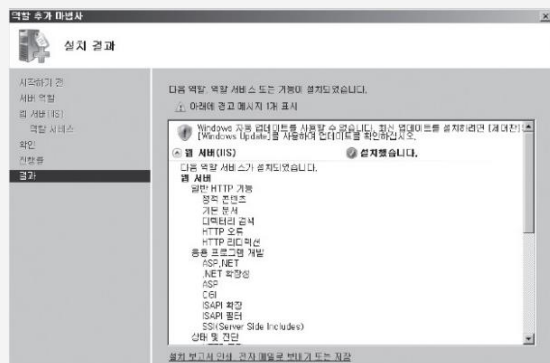 역할 추가 마법사
설치 결과
시작하기 전
서버 역할
웹 서버(IIS)
역할 서비스
확인
진행률
결과
다음 역할, 역할 서비스 또는 기능이 설치되었습니다.
아래에 경고 메시지 1개 표시
Windows 자동 업데이트를 사용할 수 없습니다. 최신 업데이트를 설치하려면 [제어판]의
[Windows Update]를 사용하여 업데이트를 확인하십시오.
웹 서버(IIS) 설치했습니다.
다음 역할 서비스가 설치되었습니다.
웹 서버
일반 HTTP 기능
정적 콘텐츠
기본 문서
디렉터리 검색
HTTP 오류
HTTP 리디렉션
응용 프로그램 개발
ASP.NET
.NET 확장성
ASP
CGI
ISAPI 확장
ISAPI 필터
SSI(Server Side Includes)
상태 및 진단
설치 보고서 인쇄, 전자 메일로 보내기 또는 저장